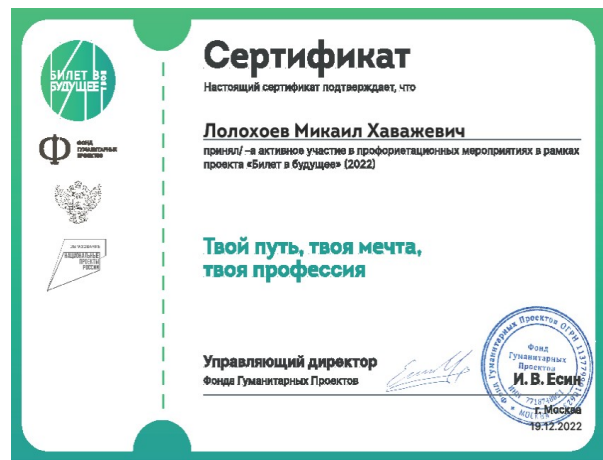 БИЛЕТ В
БУДУЩЕЕ
ФОНД
ГУМАНИТАРНЫХ
ПРОЕКТОВ
НАЦИОНАЛЬНЫЕ
ПРОЕКТЫ
РОССИИ
Сертификат
Настоящий сертификат подтверждает, что
Лолохоев Микаил Хаважевич
принял/–а активное участие в профориетационных мероприятиях в рамках
проекта «Билет в будущее» (2022)
Твой путь, твоя мечта,
твоя профессия
Управляющий директор
Фонда Гуманитарных Проектов
Фонд
Гуманитарных
Проектов
И. В. Есин
г. Москва
19.12.2022